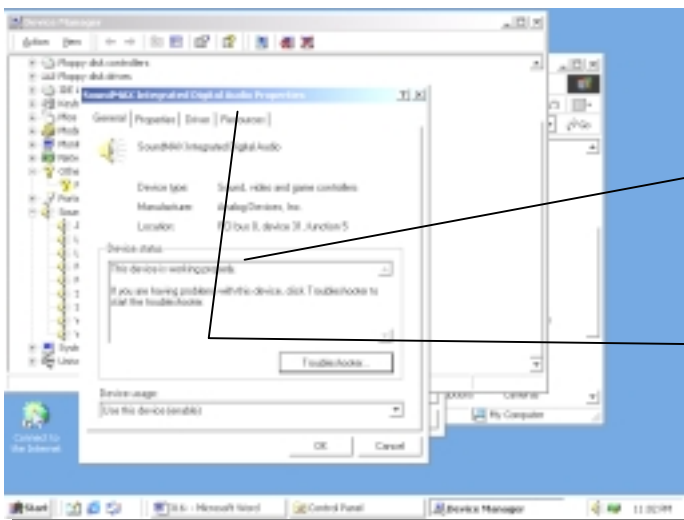 Device Manager
Action View
Floppy disk controllers
Floppy disk drives
SoundMAX Integrated Digital Audio Properties
General Properties Driver Resources
SoundMAX Integrated Digital Audio
Device type: Sound, video and game controllers
Manufacturer: Analog Devices, Inc.
Location: PCI bus 0, device 31, function 5
Device status
This device is working properly.
If you are having problems with this device, click Troubleshooter to
start the troubleshooter.
Troubleshooter...
Device usage:
Use this device (enable)
OK Cancel
Go
My Computer
Connect to
the Internet
Start
Microsoft Word
Control Panel
Device Manager